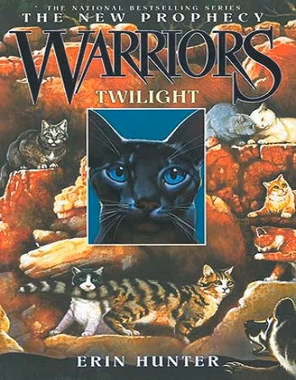 THE NATIONAL BESTSELLING SERIES
THE NEW PROPHECY
WARRIORS
TWILIGHT
ERIN HUNTER